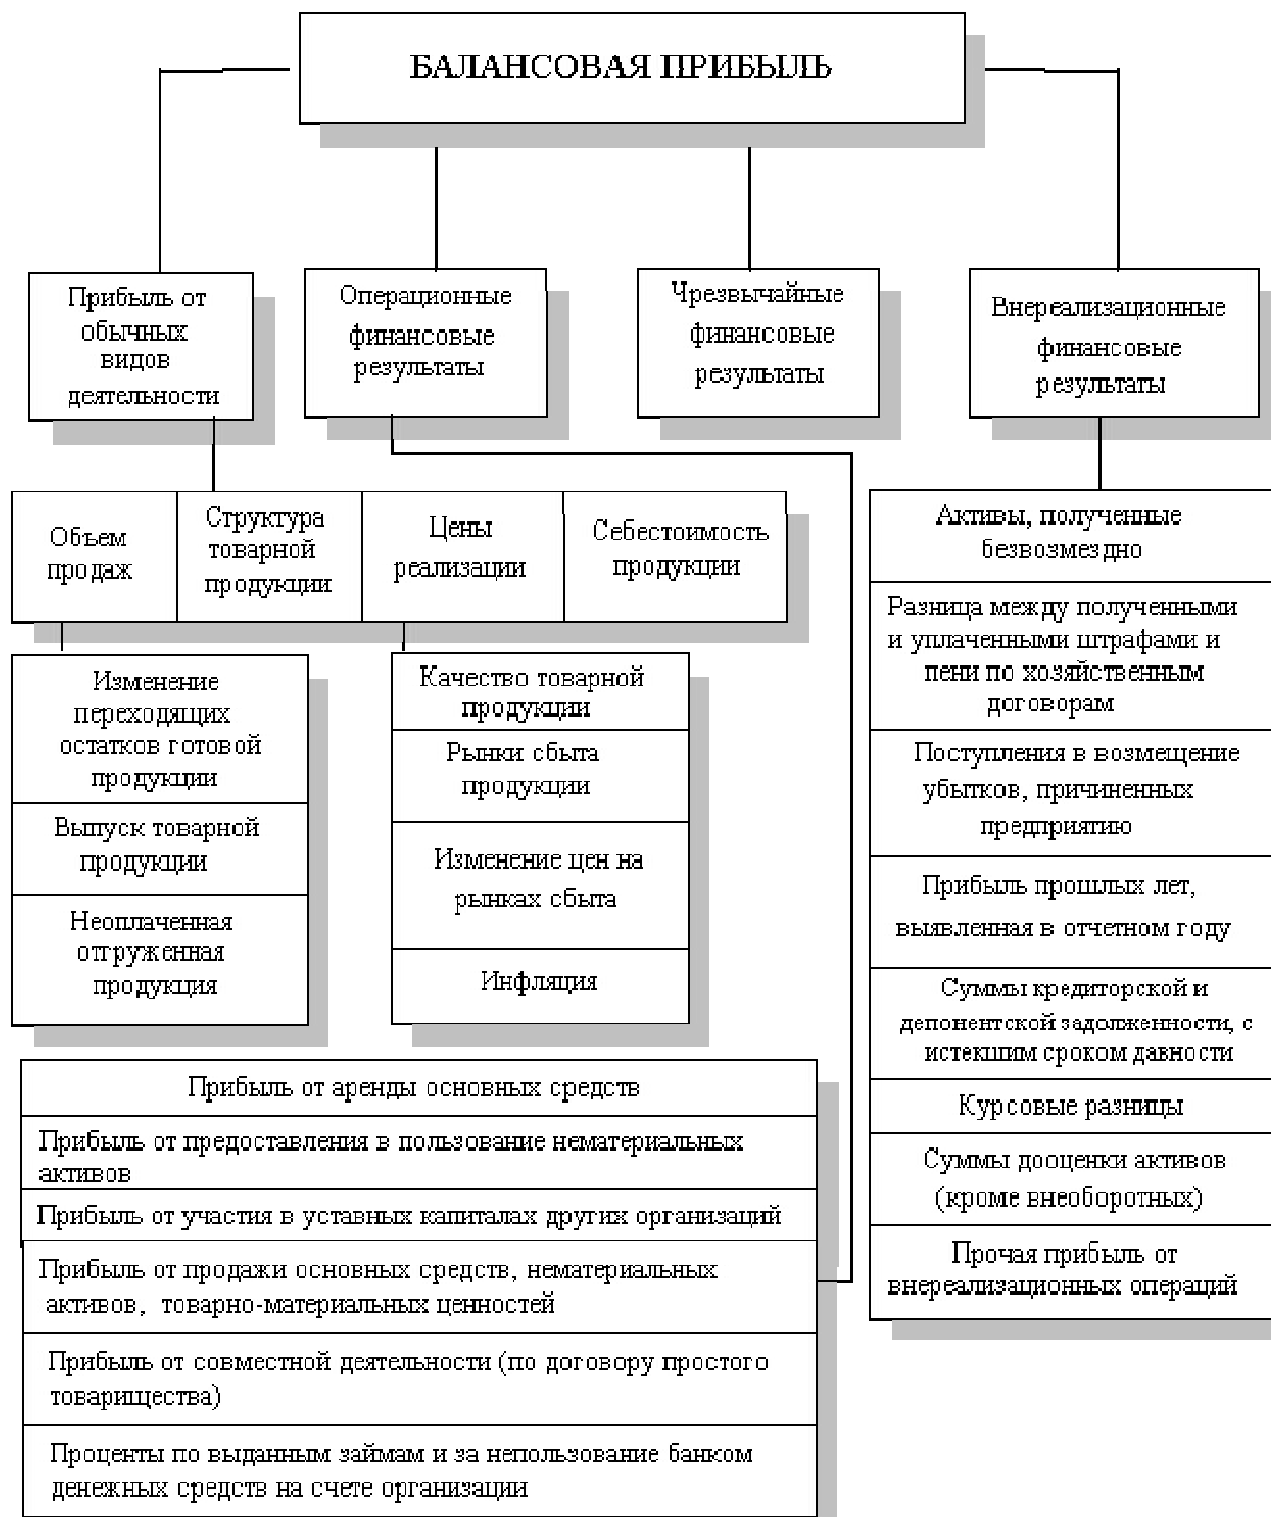 БАЛАНСОВАЯ ПРИБЫЛЬ
Прибыль от
обычных
видов
деятельности
Операционные
финансовые
результаты
Чрезвычайные
финансовые
результаты
Внереализационные
финансовые
результаты
Объем
продаж
Структура
товарной
продукции
Цены
реализации
Себестоимость
продукции
Изменение
переходящих
остатков готовой
продукции
Выпуск товарной
продукции
Неоплаченная
отгруженная
продукция
Качество товарной
продукции
Рынки сбыта
продукции
Изменение цен на
рынках сбыта
Инфляция
Активы, полученные
безвозмездно
Разница между полученными
и уплаченными штрафами и
пени по хозяйственным
договорам
Поступления в возмещение
убытков, причиненных
предприятию
Прибыль прошлых лет,
выявленная в отчетном году
Суммы кредиторской и
депонентской задолженности, с
истекшим сроком давности
Курсовые разницы
Суммы дооценки активов
(кроме внеоборотных)
Прочая прибыль от
внереализационных операций
Прибыль от аренды основных средств
Прибыль от предоставления в пользование нематериальных
активов
Прибыль от участия в уставных капиталах других организаций
Прибыль от продажи основных средств, нематериальных
активов, товарно-материальных ценностей
Прибыль от совместной деятельности (по договору простого
товарищества)
Проценты по выданным займам и за непользование банком
денежных средств на счете организации